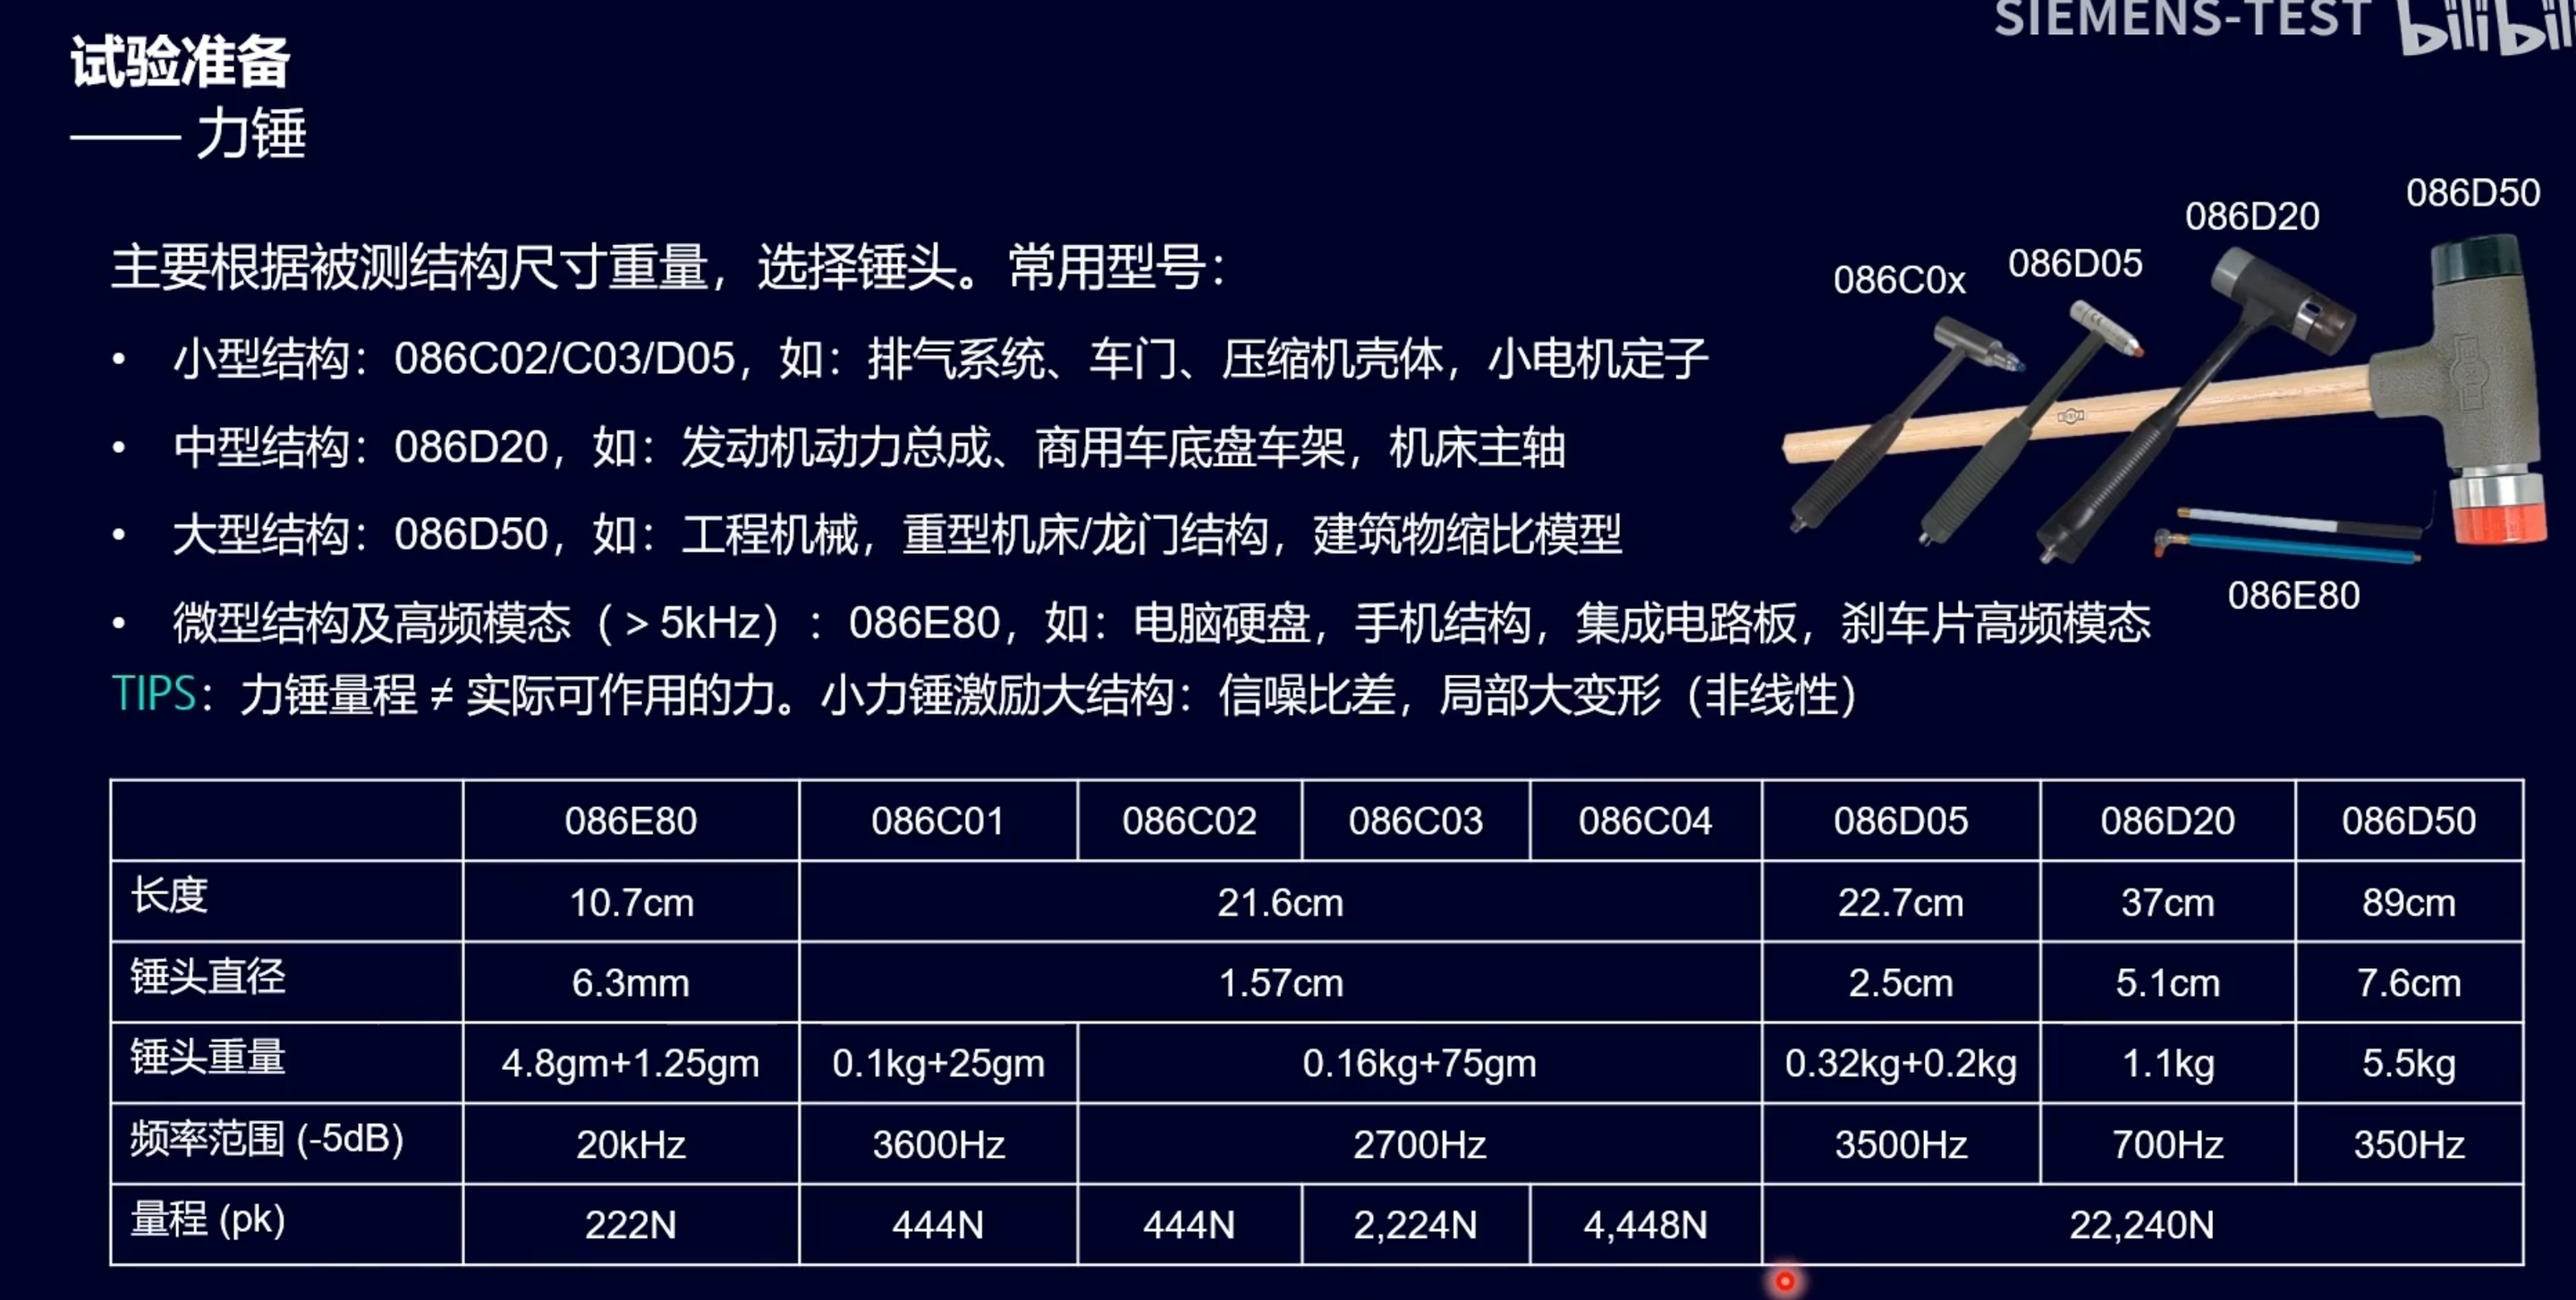 SIEMENS-TEST bilibili
试验准备
—— 力锤
主要根据被测结构尺寸重量，选择锤头。常用型号：
• 小型结构：086C02/C03/D05，如：排气系统、车门、压缩机壳体，小电机定子
• 中型结构：086D20，如：发动机动力总成、商用车底盘车架，机床主轴
• 大型结构：086D50，如：工程机械，重型机床/龙门结构，建筑物缩比模型
• 微型结构及高频模态（＞5kHz）：086E80，如：电脑硬盘，手机结构，集成电路板，刹车片高频模态
TIPS：力锤量程 ≠ 实际可作用的力。小力锤激励大结构：信噪比差，局部大变形（非线性）
086C0x
086D05
086D20
086D50
086E80
086E80 086C01 086C02 086C03 086C04 086D05 086D20 086D50
长度 10.7cm 21.6cm 22.7cm 37cm 89cm
锤头直径 6.3mm 1.57cm 2.5cm 5.1cm 7.6cm
锤头重量 4.8gm+1.25gm 0.1kg+25gm 0.16kg+75gm 0.32kg+0.2kg 1.1kg 5.5kg
频率范围 (-5dB) 20kHz 3600Hz 2700Hz 3500Hz 700Hz 350Hz
量程 (pk) 222N 444N 444N 2,224N 4,448N 22,240N